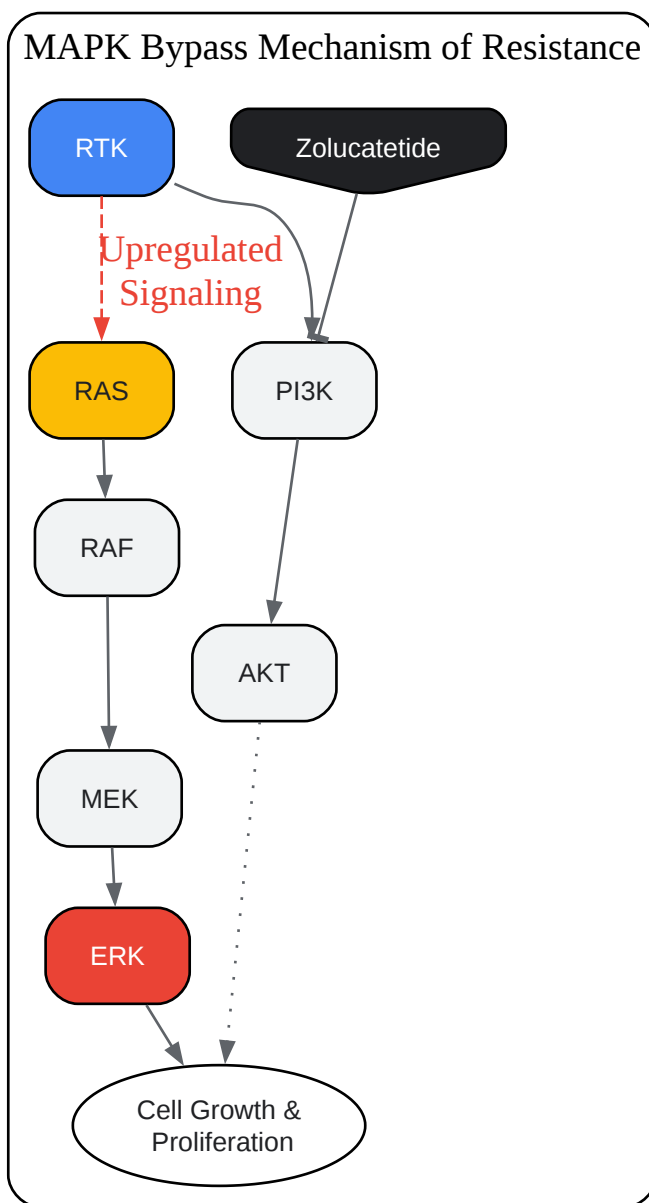 MAPK Bypass Mechanism of Resistance
RTK
Zolucatetide
Upregulated
Signaling
RAS
PI3K
RAF
AKT
MEK
ERK
Cell Growth &
Proliferation